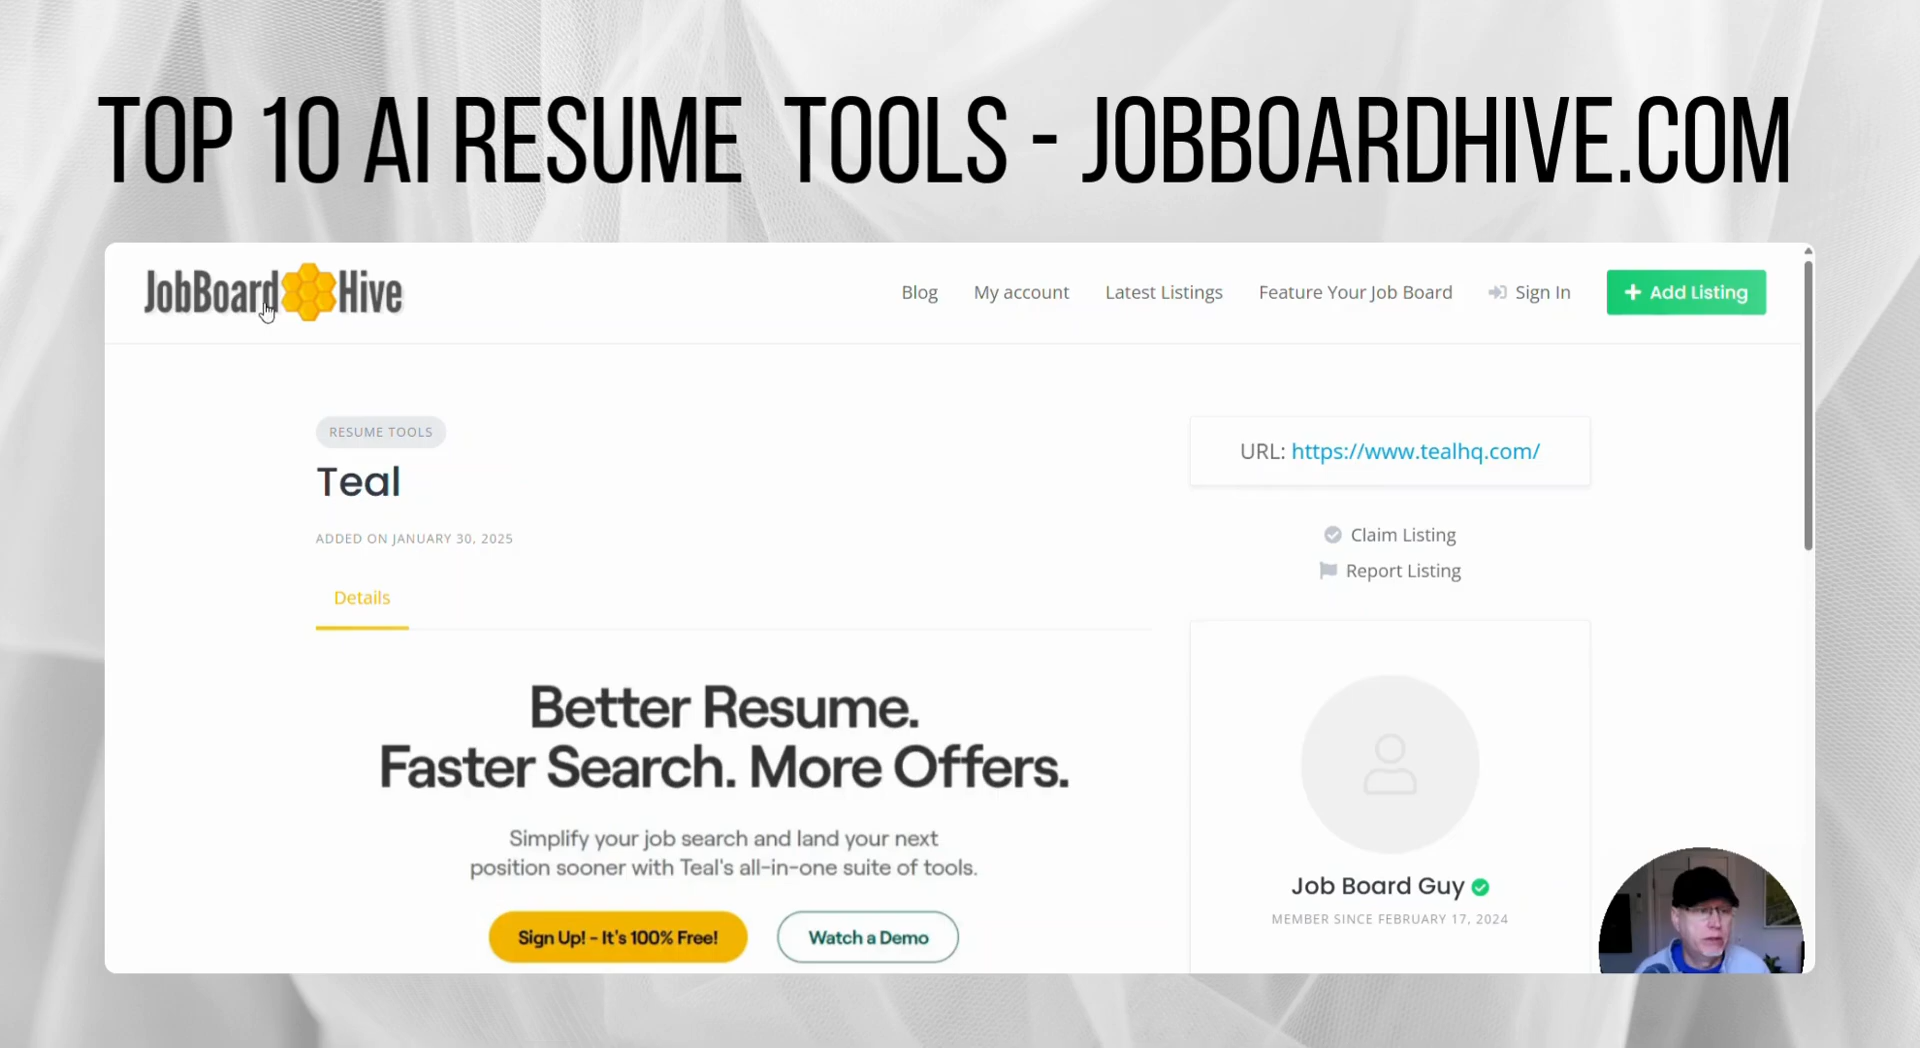 TOP 10 AI RESUME TOOLS - JOBBOARDHIVE.COM
JobBoard Hive
Blog
My account
Latest Listings
Feature Your Job Board
Sign In
+ Add Listing
RESUME TOOLS
Teal
ADDED ON JANUARY 30, 2025
Details
URL: https://www.tealhq.com/
Claim Listing
Report Listing
Better Resume.
Faster Search. More Offers.
Simplify your job search and land your next
position sooner with Teal's all-in-one suite of tools.
Sign Up! - It's 100% Free!
Watch a Demo
Job Board Guy
MEMBER SINCE FEBRUARY 17, 2024